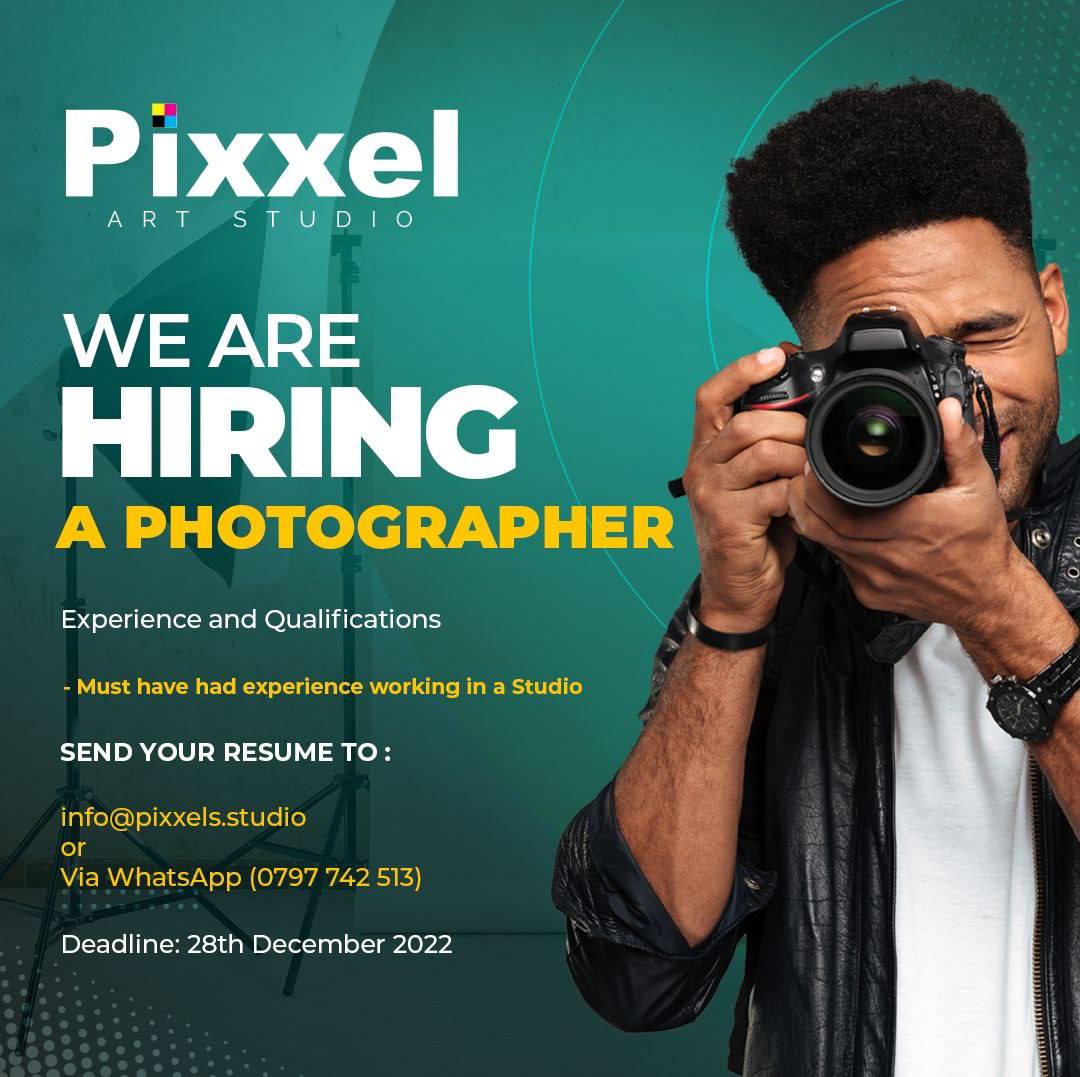 Pixxel
ART STUDIO
WE ARE
HIRING
A PHOTOGRAPHER
Experience and Qualifications
- Must have had experience working in a Studio
SEND YOUR RESUME TO :
info@pixxels.studio
or
Via WhatsApp (0797 742 513)
Deadline: 28th December 2022